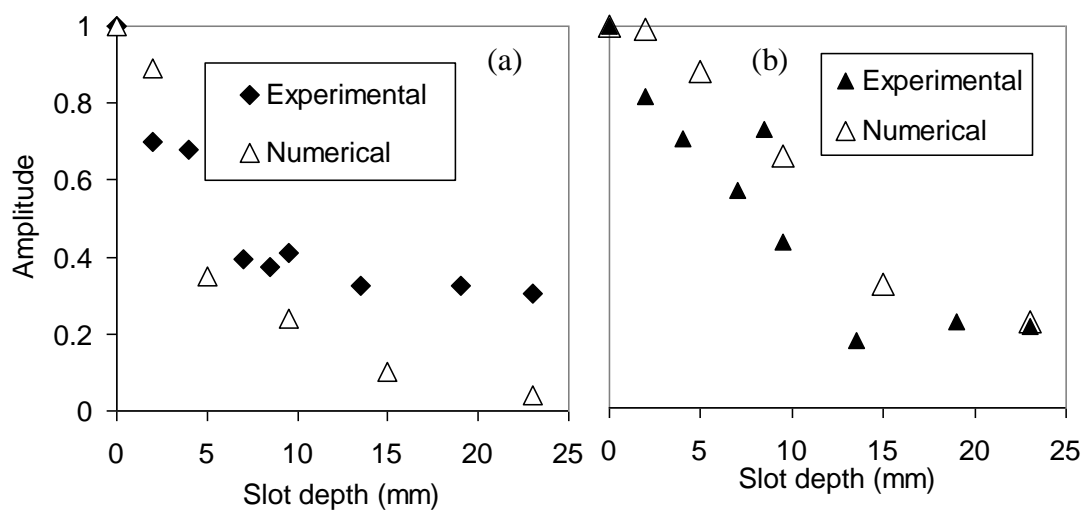 1
0.8
0.6
0.4
0.2
0
Amplitude
(a)
Experimental
Numerical
0 5 10 15 20 25
Slot depth (mm)
(b)
Experimental
Numerical
0 5 10 15 20 25
Slot depth (mm)